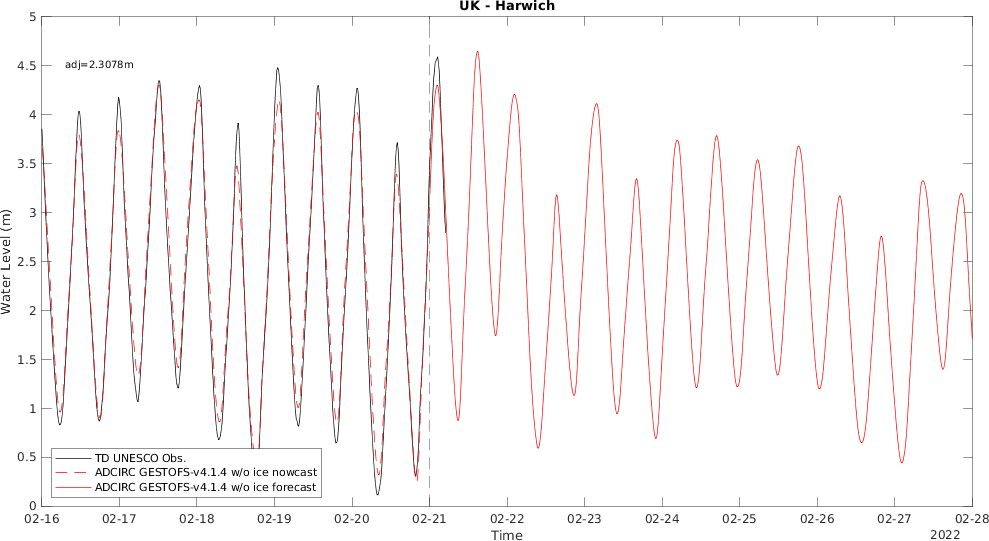 UK - Harwich
5
4.5
4
3.5
3
2.5
2
1.5
1
0.5
0
Water Level (m)
adj=2.3078m
TD UNESCO Obs.
ADCIRC GESTOFS-v4.1.4 w/o ice nowcast
ADCIRC GESTOFS-v4.1.4 w/o ice forecast
02-16 02-17 02-18 02-19 02-20 02-21 02-22 02-23 02-24 02-25 02-26 02-27 02-28
Time
2022